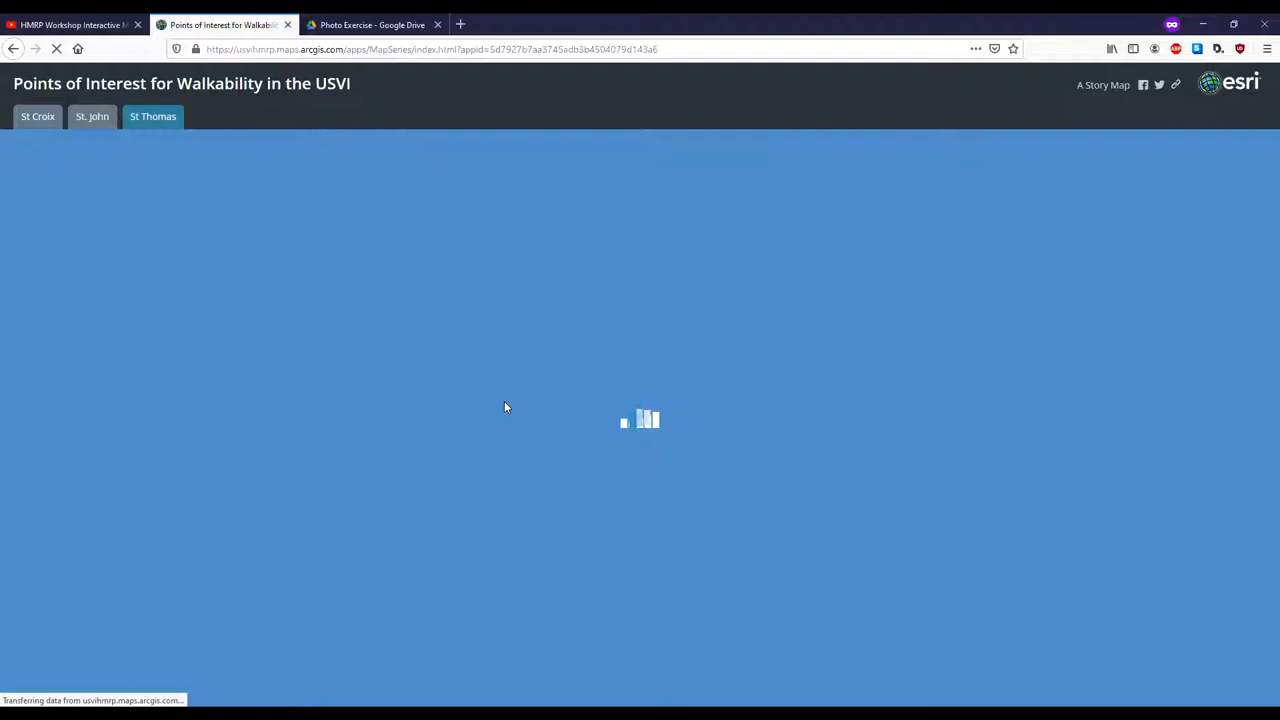 HMRP Workshop Interactive M
Points of Interest for Walkabili
Photo Exercise - Google Drive
https://usvihmrp.maps.arcgis.com/apps/MapSeries/index.html?appid=5d7927b7aa3745adb3b4504079d143a6
Points of Interest for Walkability in the USVI
A Story Map
esri
St Croix
St. John
St Thomas
Transferring data from usvihmrp.maps.arcgis.com...